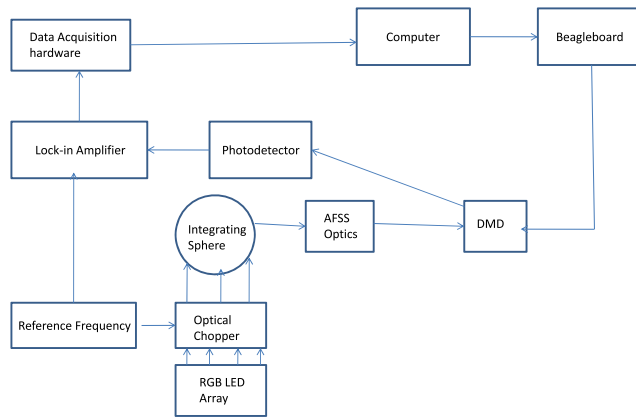 Data Acquisition
hardware
Computer
Beagleboard
Lock-in Amplifier
Photodetector
Integrating
Sphere
AFSS
Optics
DMD
Reference Frequency
Optical
Chopper
RGB LED
Array